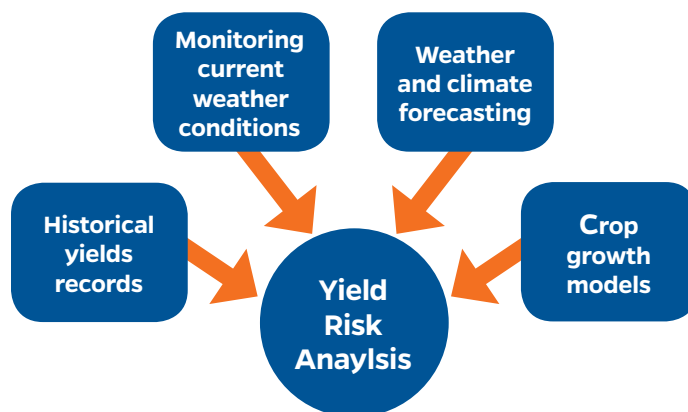 Monitoring
current
weather
conditions
Weather
and climate
forecasting
Historical
yields
records
Crop
growth
models
Yield
Risk
Anaylsis